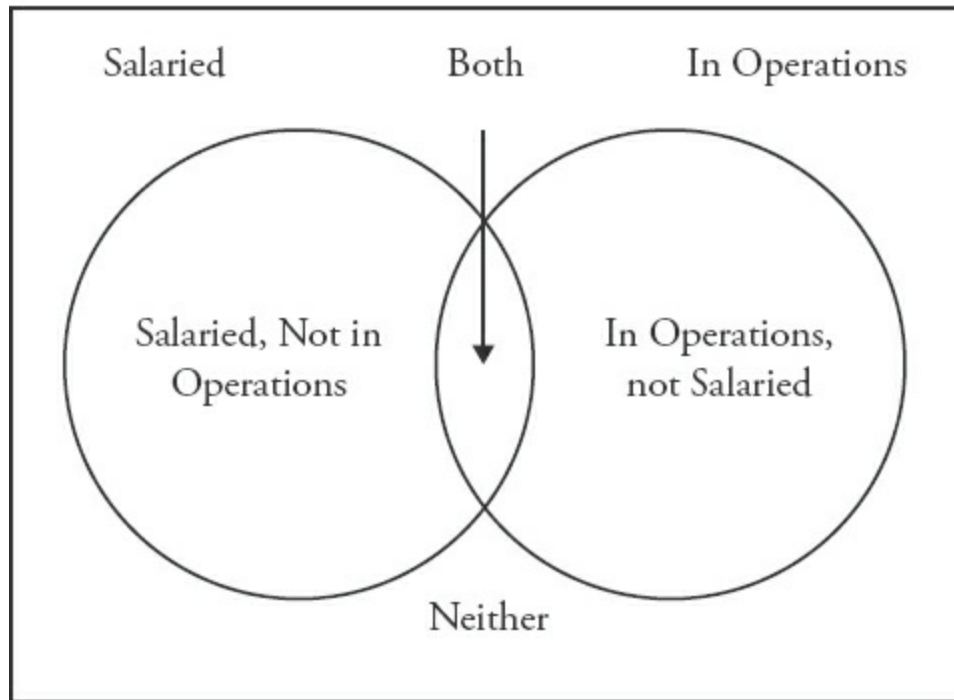 Salaried
Both
In Operations
Salaried, Not in
Operations
In Operations,
not Salaried
Neither